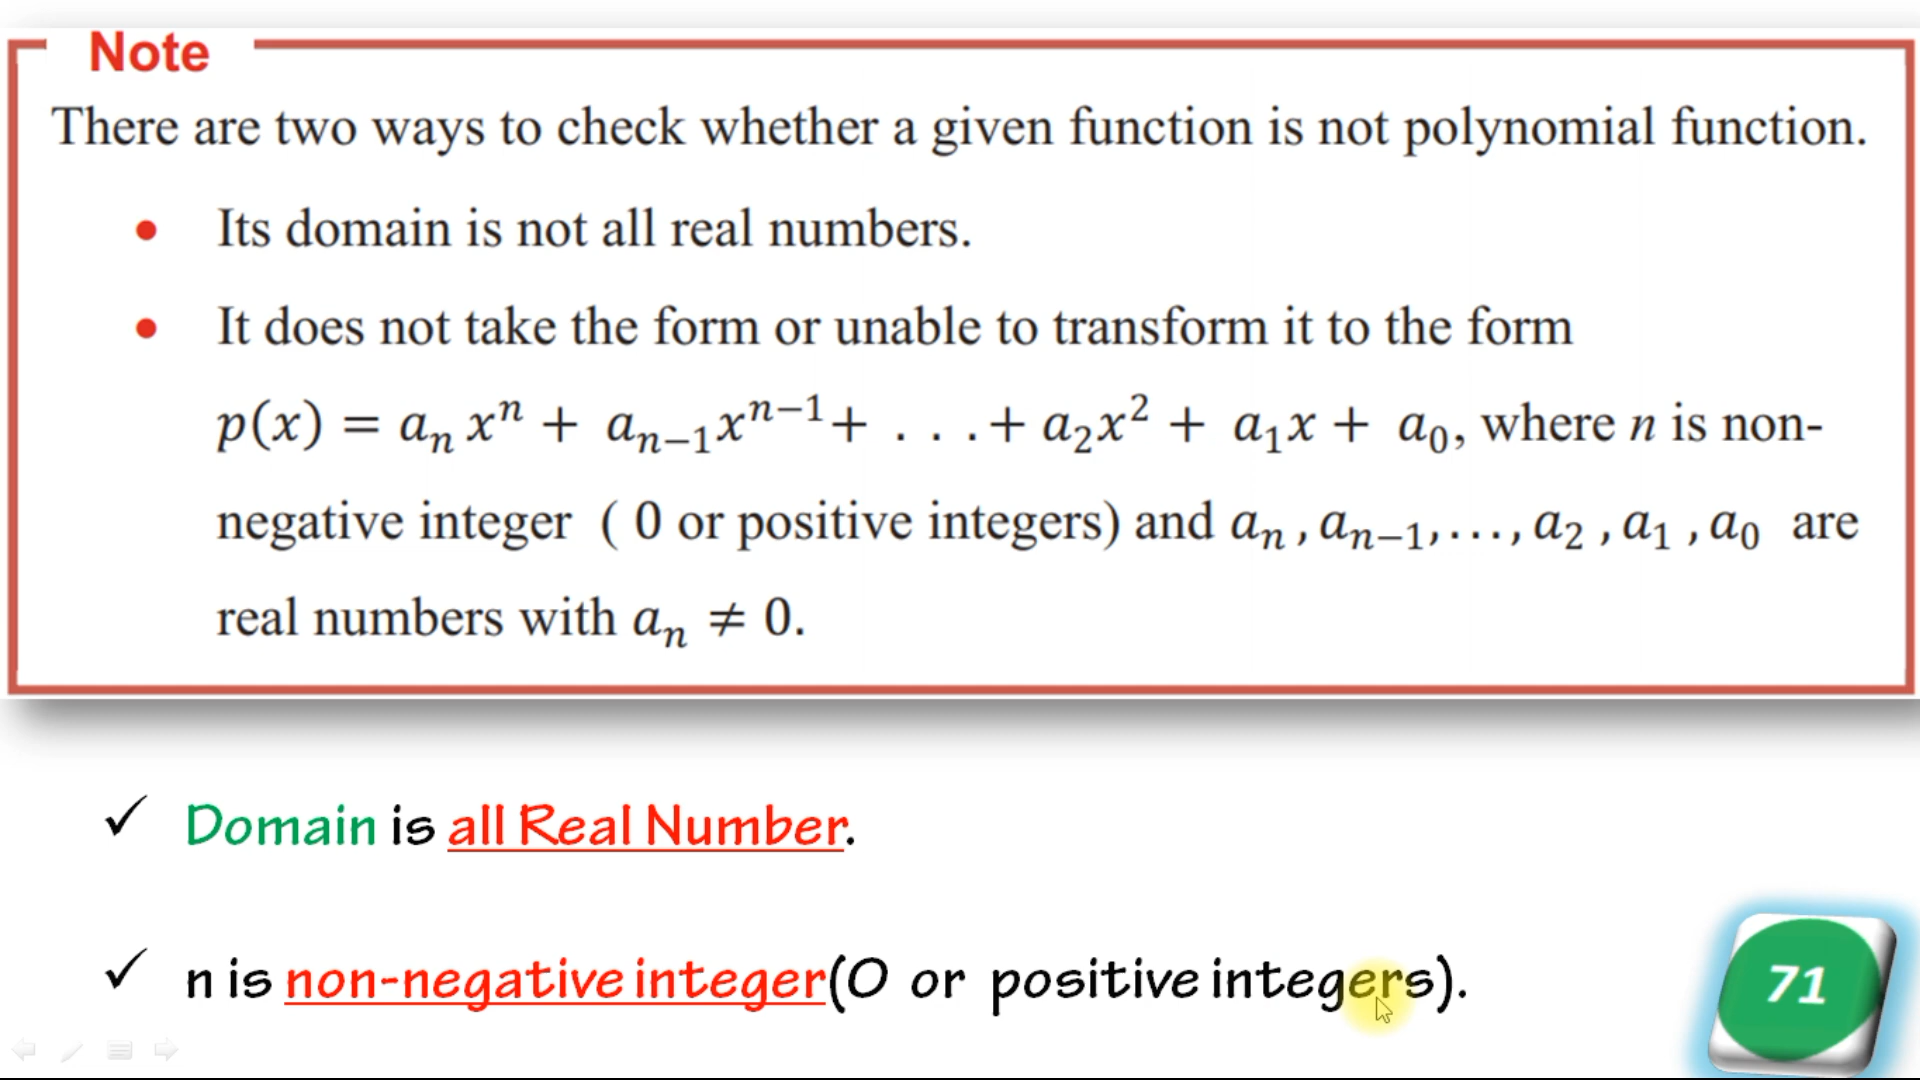 Note
There are two ways to check whether a given function is not polynomial function.
• Its domain is not all real numbers.
• It does not take the form or unable to transform it to the form
p(x) = aₙ xⁿ + aₙ₋₁xⁿ⁻¹+ . . .+ a₂x² + a₁x + a₀, where n is non-
negative integer ( 0 or positive integers) and aₙ , aₙ₋₁,. . ., a₂ , a₁ , a₀ are
real numbers with aₙ ≠ 0.
✓ Domain is all Real Number.
✓ n is non-negative integer(0 or positive integers).
71